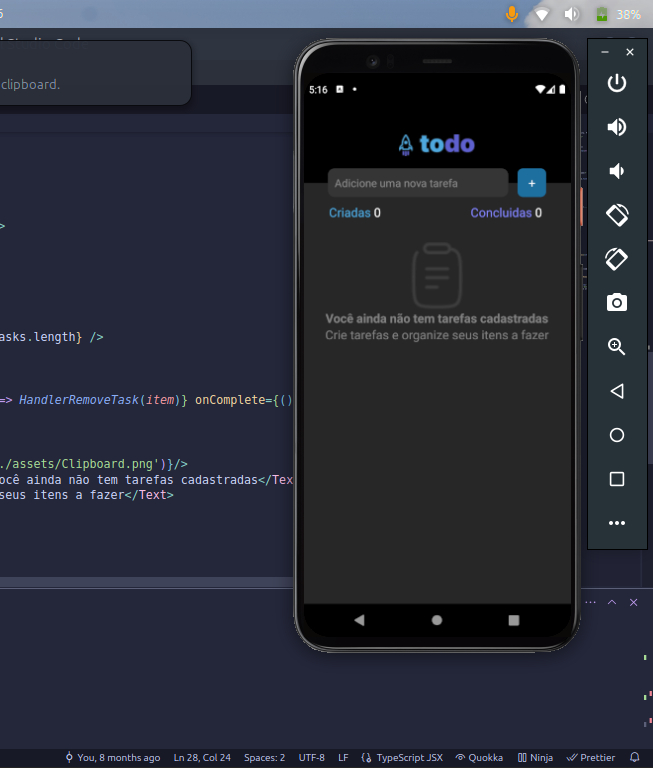 38%
clipboard.
5:16
todo
Adicione uma nova tarefa
+
Criadas 0
Concluidas 0
Você ainda não tem tarefas cadastradas
Crie tarefas e organize seus itens a fazer
>
asks.length} />
=> HandlerRemoveTask(item)} onComplete={()
./assets/Clipboard.png')}/>
ocê ainda não tem tarefas cadastradas</Tex
seus itens a fazer</Text>
You, 8 months ago
Ln 28, Col 24
Spaces: 2
UTF-8
LF
TypeScript JSX
Quokka
Ninja
Prettier